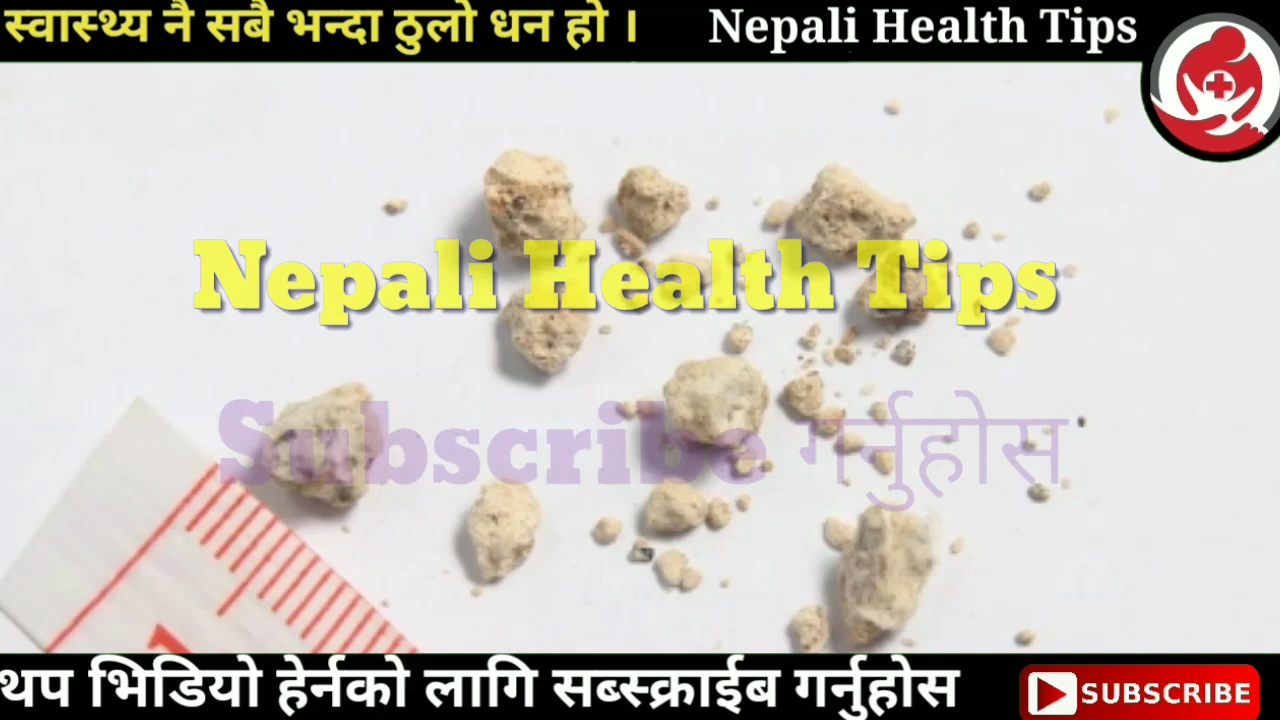 स्वास्थ्य नै सबै भन्दा ठुलो धन हो ।  Nepali Health Tips
Nepali Health Tips
Subscribe गर्नुहोस
थप भिडियो हेर्नको लागि सब्स्क्राईब गर्नुहोस  SUBSCRIBE